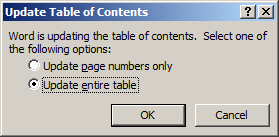 Update Table of Contents
Word is updating the table of contents.  Select one of
the following options:
Update page numbers only
Update entire table
OK
Cancel